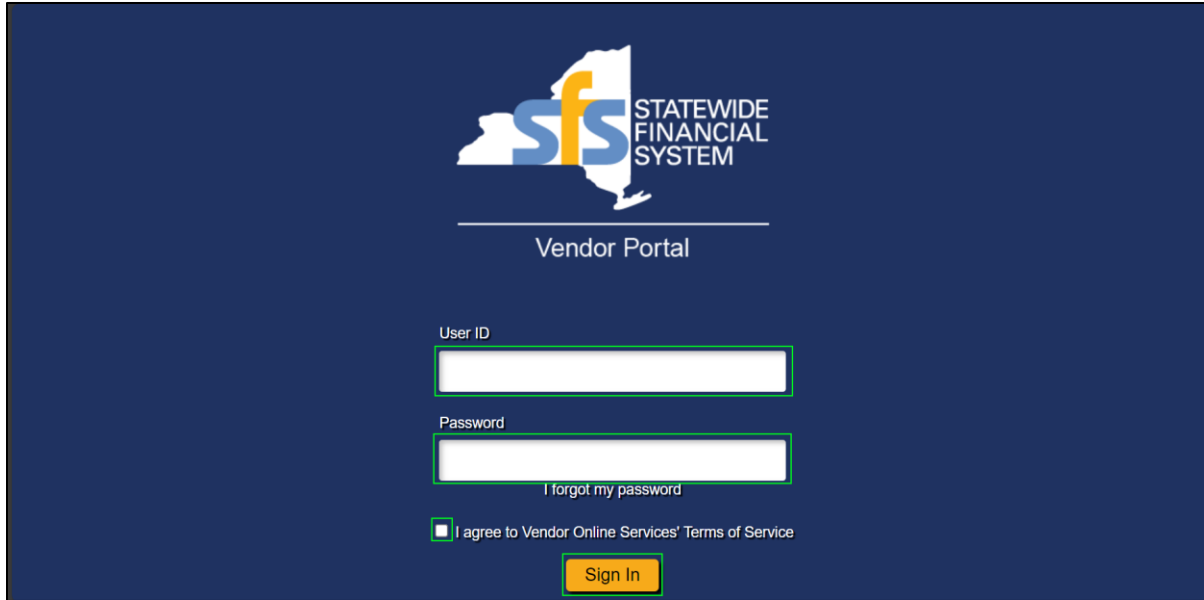 sfs STATEWIDE
FINANCIAL
SYSTEM
Vendor Portal
User ID
Password
I forgot my password
I agree to Vendor Online Services' Terms of Service
Sign In